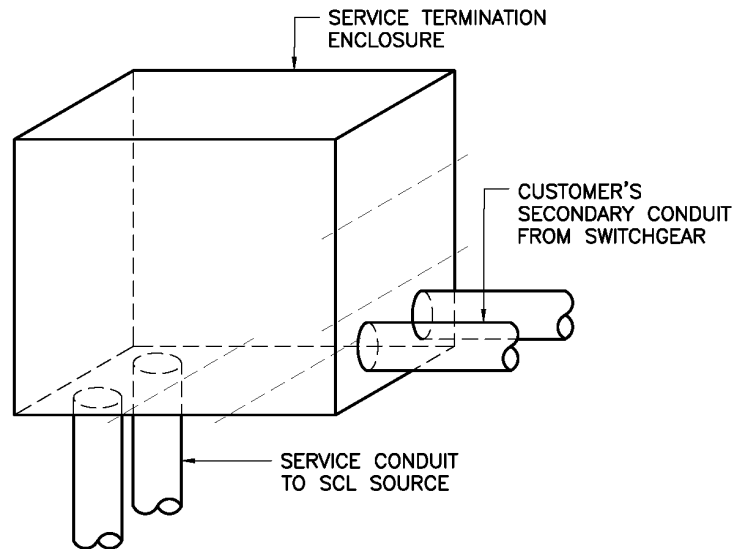 SERVICE TERMINATION
ENCLOSURE
CUSTOMER'S
SECONDARY CONDUIT
FROM SWITCHGEAR
SERVICE CONDUIT
TO SCL SOURCE